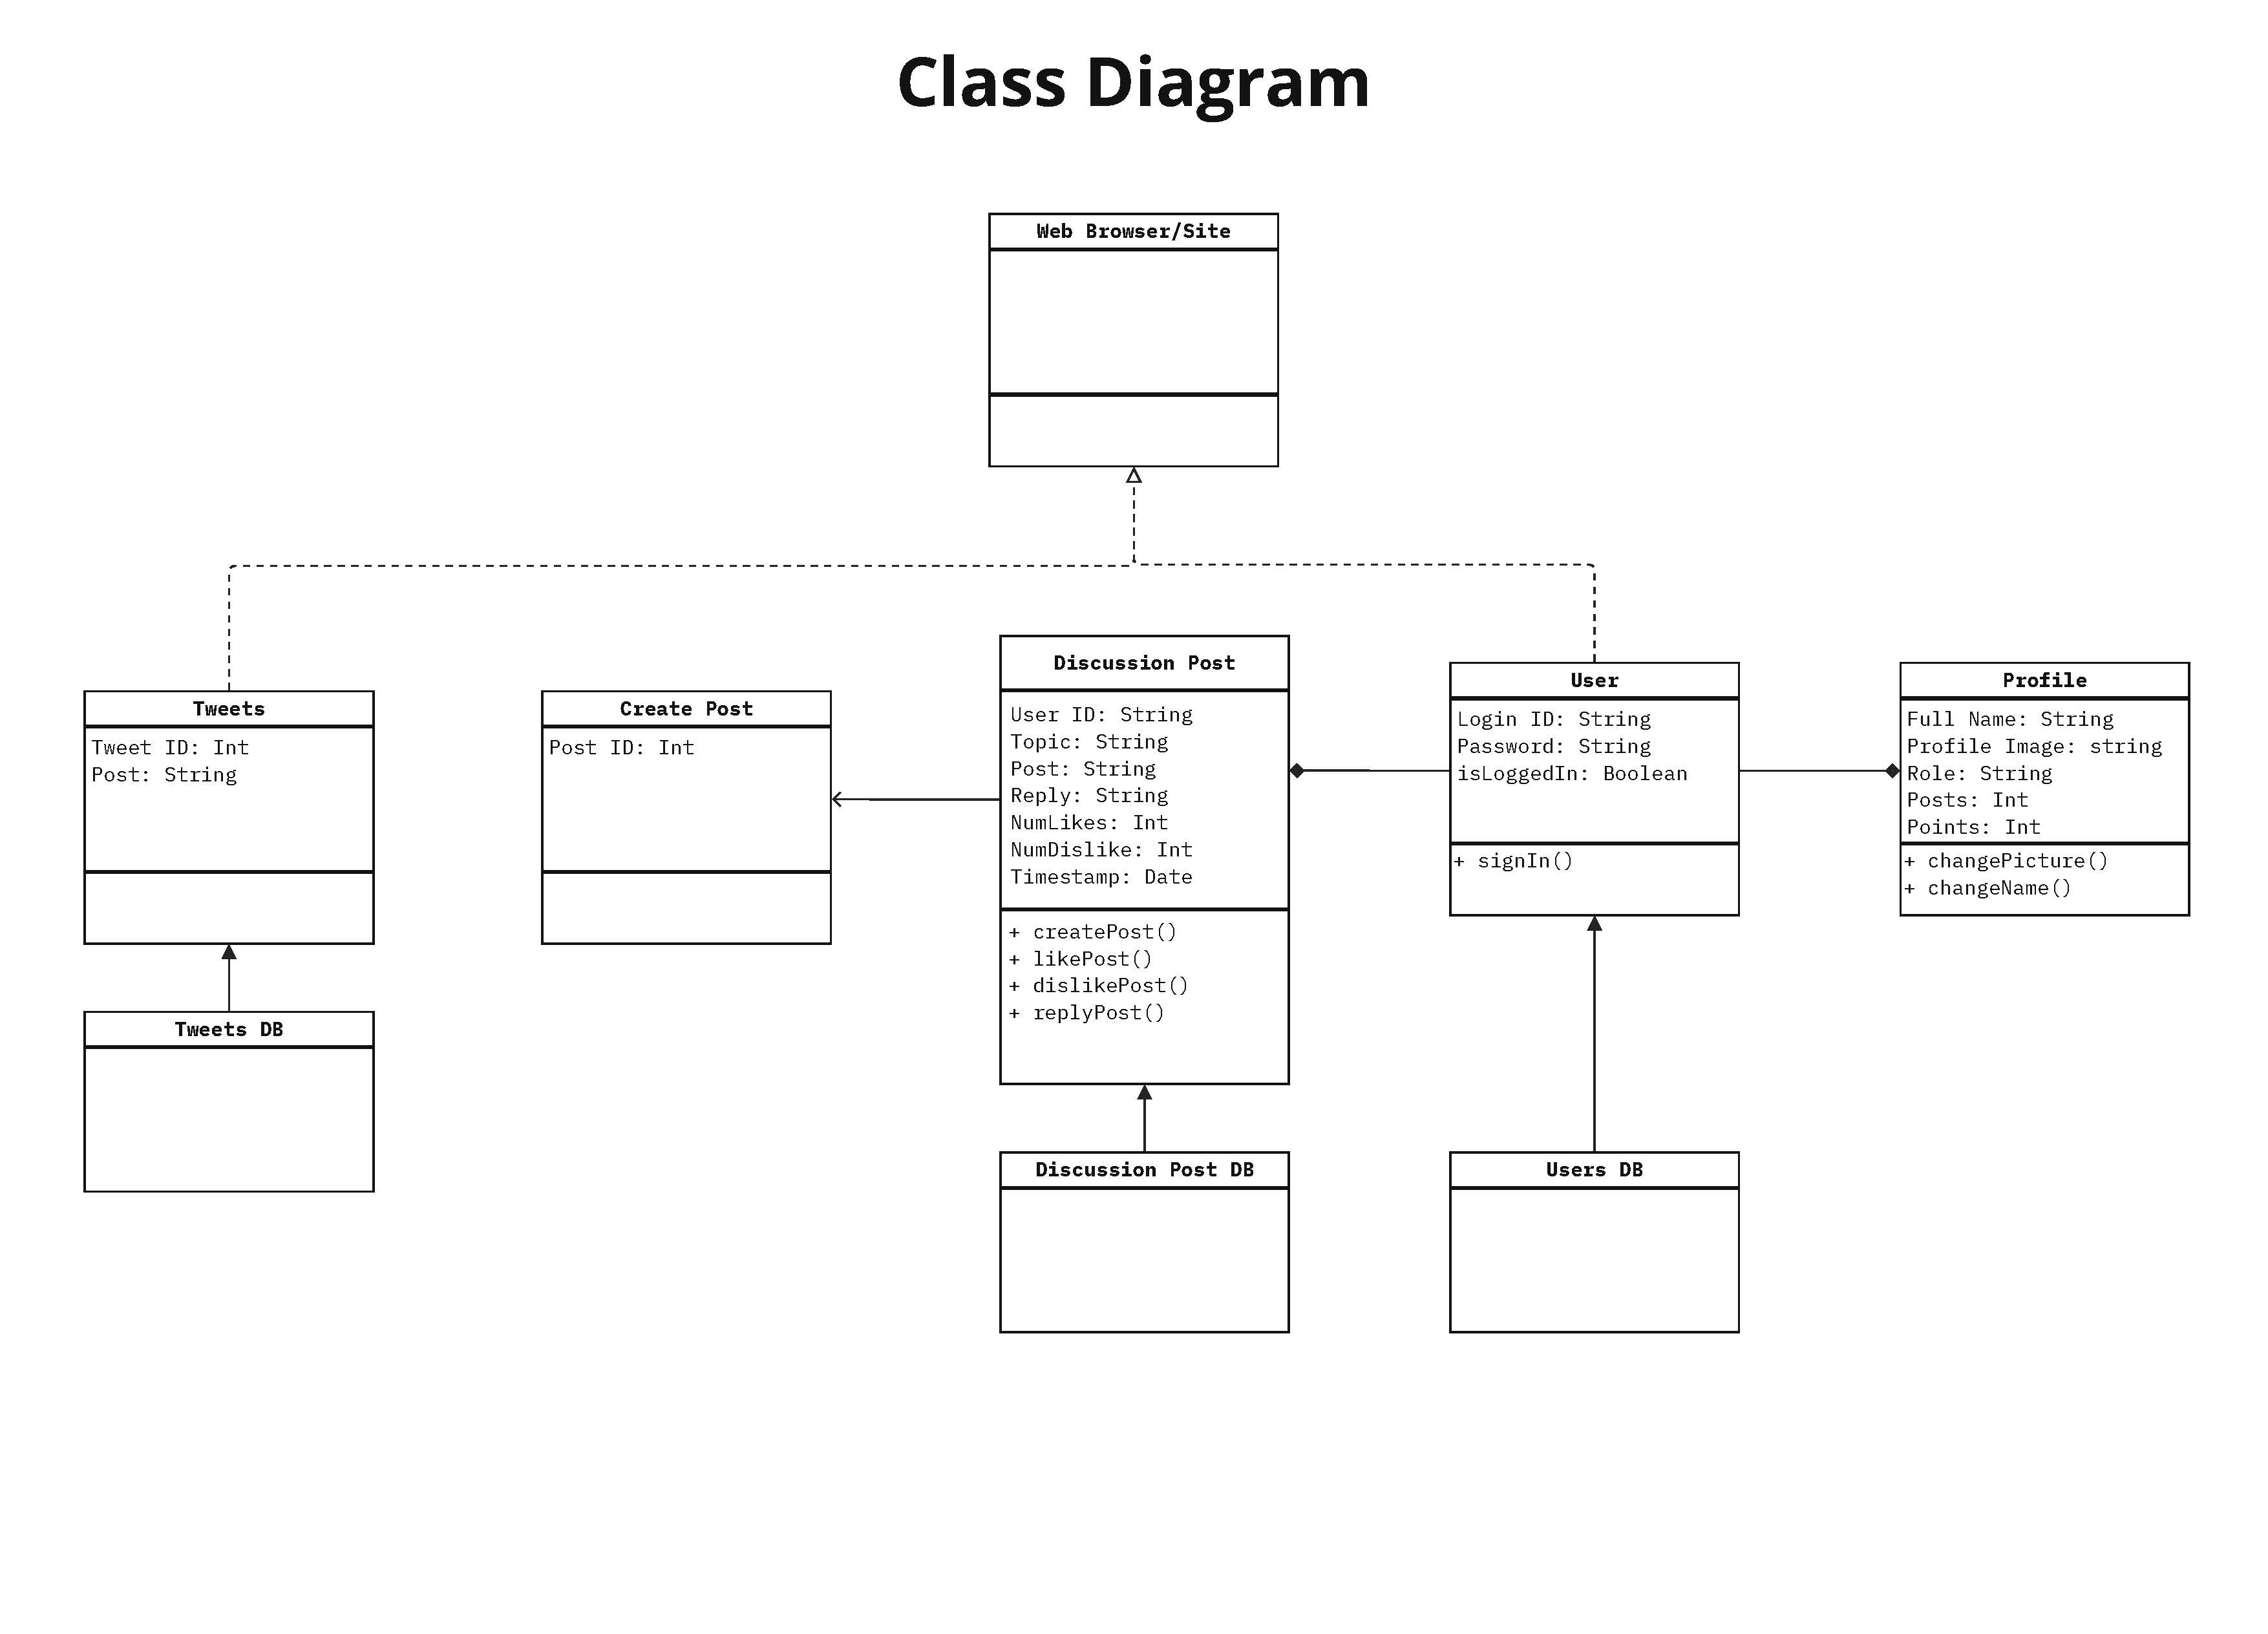 Class Diagram
Web Browser/Site
Tweets
Tweet ID: Int
Post: String
Create Post
Post ID: Int
Discussion Post
User ID: String
Topic: String
Post: String
Reply: String
NumLikes: Int
NumDislike: Int
Timestamp: Date
+ createPost()
+ likePost()
+ dislikePost()
+ replyPost()
User
Login ID: String
Password: String
isLoggedIn: Boolean
+ signIn()
Profile
Full Name: String
Profile Image: string
Role: String
Posts: Int
Points: Int
+ changePicture()
+ changeName()
Tweets DB
Discussion Post DB
Users DB